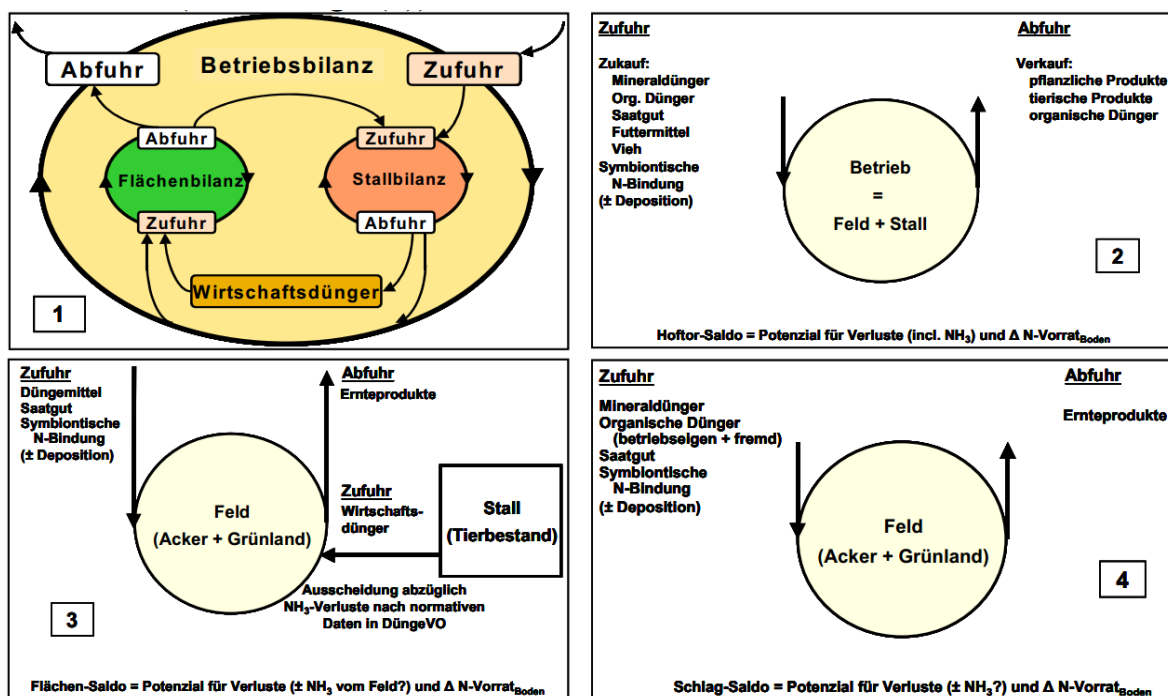 Abfuhr
Betriebsbilanz
Zufuhr
Abfuhr
Zufuhr
Flächenbilanz
Stallbilanz
Zufuhr
Abfuhr
Wirtschaftsdünger
1
Zufuhr
Abfuhr
Zukauf:
Mineraldünger
Org. Dünger
Saatgut
Futtermittel
Vieh
Symbiontische
N-Bindung
(± Deposition)
Verkauf:
pflanzliche Produkte
tierische Produkte
organische Dünger
Betrieb
=
Feld + Stall
2
Hoftor-Saldo = Potenzial für Verluste (incl. NH3) und Δ N-VorratBoden
Zufuhr
Düngemittel
Saatgut
Symbiontische
N-Bindung
(± Deposition)
Abfuhr
Ernteprodukte
Feld
(Acker + Grünland)
Zufuhr
Wirtschafts-
dünger
Stall
(Tierbestand)
Ausscheidung abzüglich
NH3-Verluste nach normativen
Daten in DüngeVO
3
Flächen-Saldo = Potenzial für Verluste (± NH3 vom Feld?) und Δ N-VorratBoden
Zufuhr
Abfuhr
Mineraldünger
Organische Dünger
(betriebseigen + fremd)
Saatgut
Symbiontische
N-Bindung
(± Deposition)
Ernteprodukte
Feld
(Acker + Grünland)
4
Schlag-Saldo = Potenzial für Verluste (± NH3?) und Δ N-VorratBoden